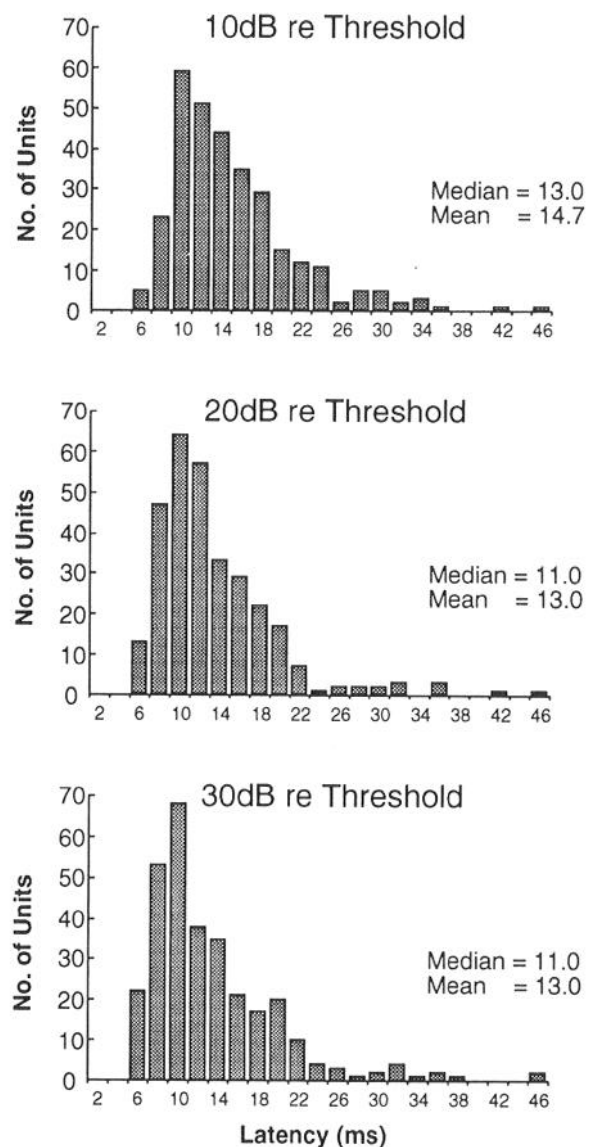 10dB re Threshold
No. of Units
70
60
50
40
30
20
10
0
Median = 13.0
Mean = 14.7
2 6 10 14 18 22 26 30 34 38 42 46
20dB re Threshold
No. of Units
70
60
50
40
30
20
10
0
Median = 11.0
Mean = 13.0
2 6 10 14 18 22 26 30 34 38 42 46
30dB re Threshold
No. of Units
70
60
50
40
30
20
10
0
Median = 11.0
Mean = 13.0
2 6 10 14 18 22 26 30 34 38 42 46
Latency (ms)